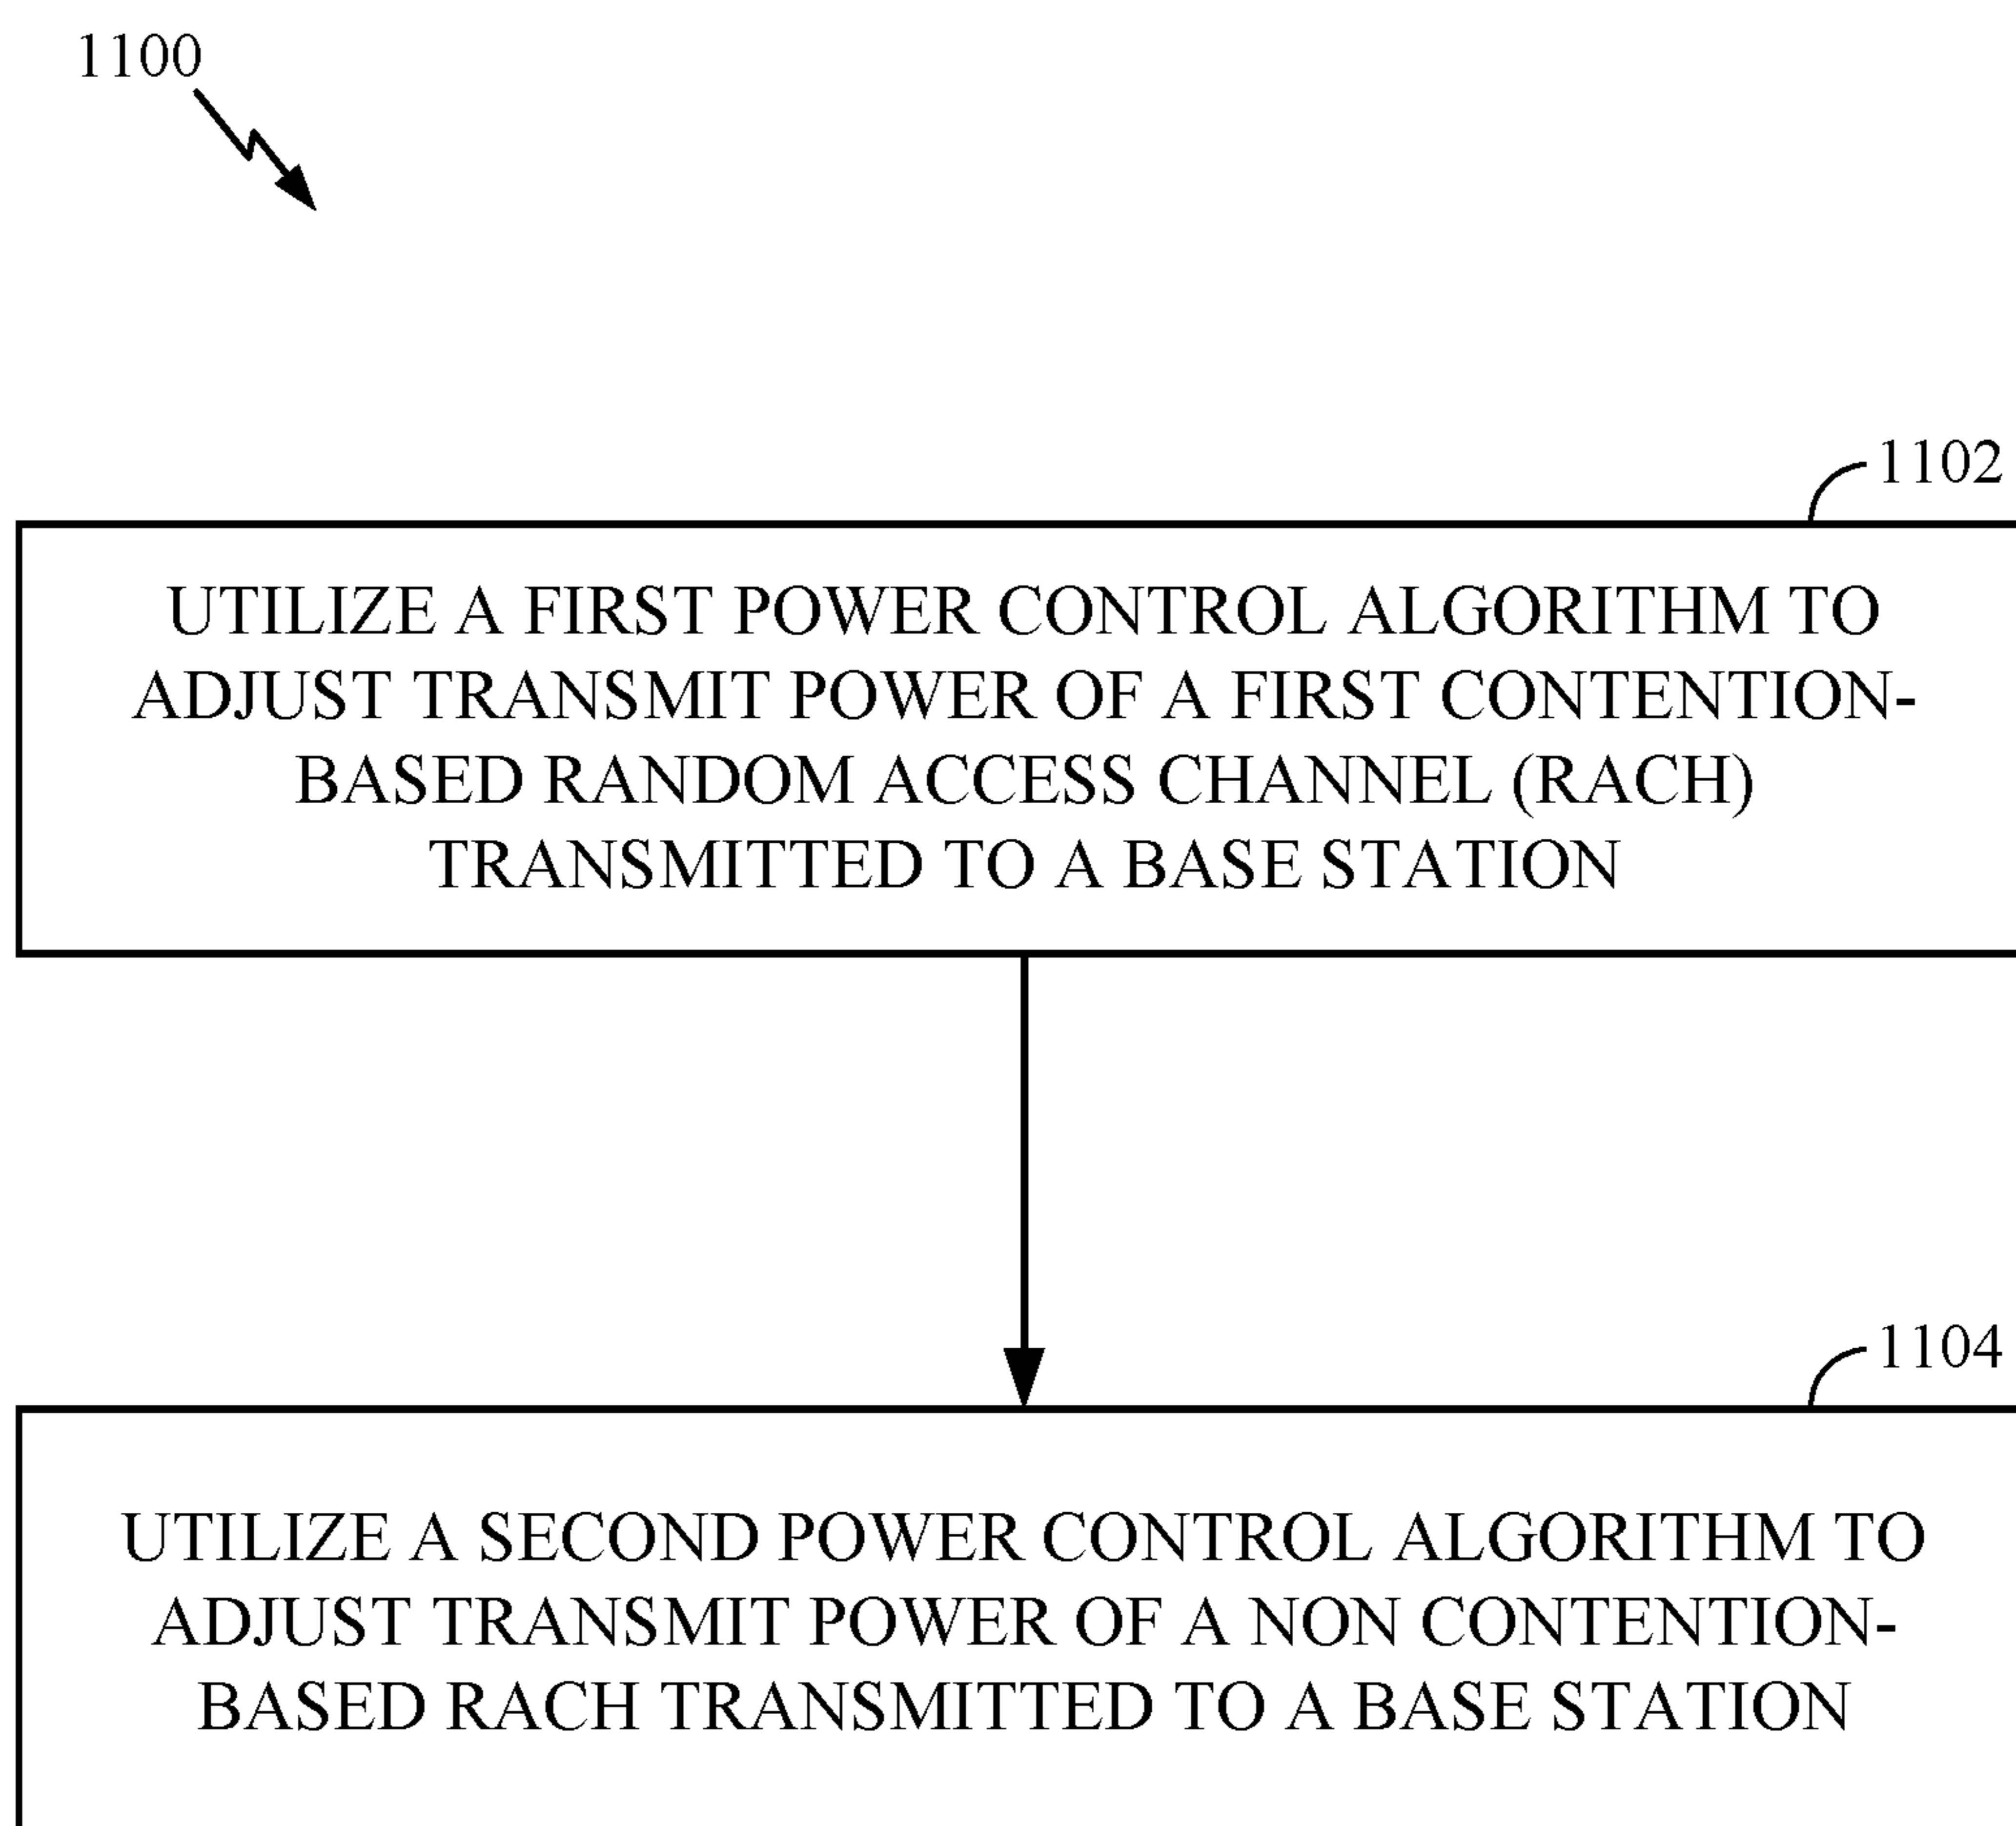 1100
1102
UTILIZE A FIRST POWER CONTROL ALGORITHM TO
ADJUST TRANSMIT POWER OF A FIRST CONTENTION-
BASED RANDOM ACCESS CHANNEL (RACH)
TRANSMITTED TO A BASE STATION
1104
UTILIZE A SECOND POWER CONTROL ALGORITHM TO
ADJUST TRANSMIT POWER OF A NON CONTENTION-
BASED RACH TRANSMITTED TO A BASE STATION